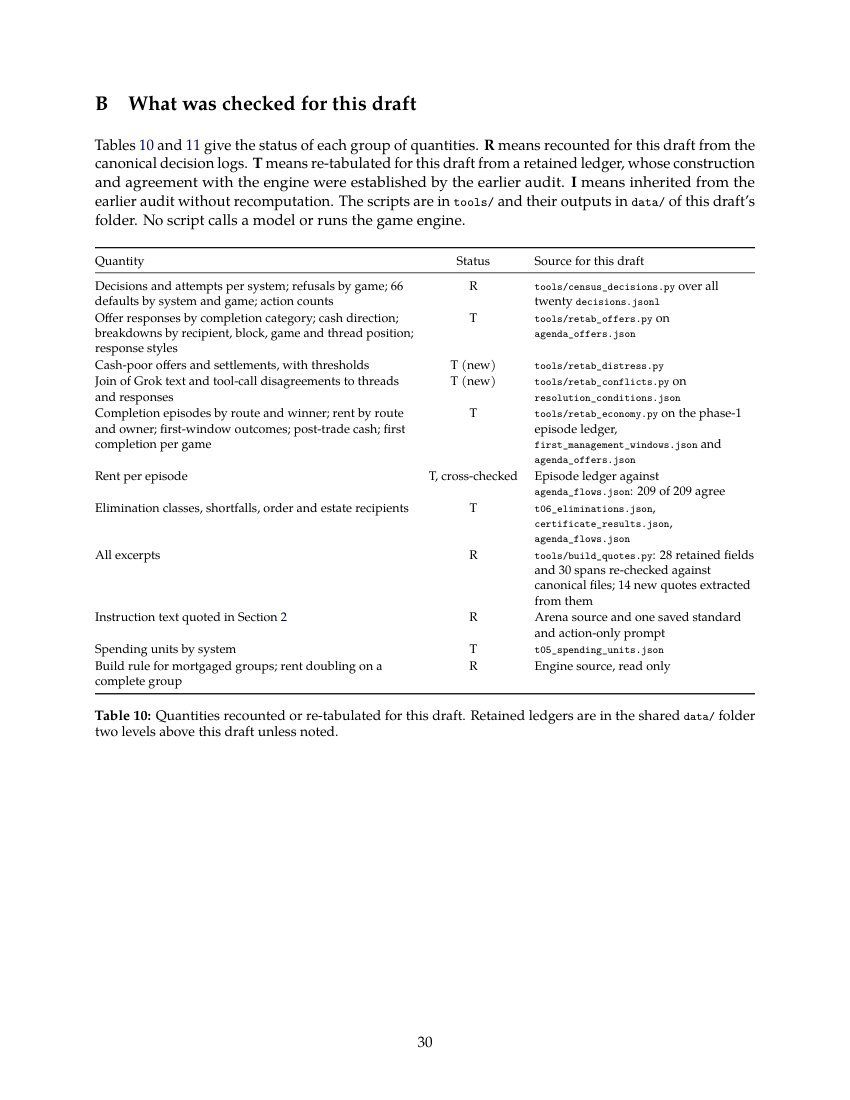 B What was checked for this draft
Tables 10 and 11 give the status of each group of quantities. R means recounted for this draft from the
canonical decision logs. T means re-tabulated for this draft from a retained ledger, whose construction
and agreement with the engine were established by the earlier audit. I means inherited from the
earlier audit without recomputation. The scripts are in tools/ and their outputs in data/ of this draft's
folder. No script calls a model or runs the game engine.
Quantity Status Source for this draft
Decisions and attempts per system; refusals by game; 66 R tools/census_decisions.py over all
defaults by system and game; action counts twenty decisions.jsonl
Offer responses by completion category; cash direction; T tools/retab_offers.py on
breakdowns by recipient, block, game and thread position; agenda_offers.json
response styles
Cash-poor offers and settlements, with thresholds T (new) tools/retab_distress.py
Join of Grok text and tool-call disagreements to threads T (new) tools/retab_conflicts.py on
and responses resolution_conditions.json
Completion episodes by route and winner; rent by route T tools/retab_economy.py on the phase-1
and owner; first-window outcomes; post-trade cash; first episode ledger,
completion per game first_management_windows.json and
agenda_offers.json
Rent per episode T, cross-checked Episode ledger against
agenda_flows.json: 209 of 209 agree
Elimination classes, shortfalls, order and estate recipients T t06_eliminations.json,
certificate_results.json,
agenda_flows.json
All excerpts R tools/build_quotes.py: 28 retained fields
and 30 spans re-checked against
canonical files; 14 new quotes extracted
from them
Instruction text quoted in Section 2 R Arena source and one saved standard
and action-only prompt
Spending units by system T t05_spending_units.json
Build rule for mortgaged groups; rent doubling on a R Engine source, read only
complete group
Table 10: Quantities recounted or re-tabulated for this draft. Retained ledgers are in the shared data/ folder
two levels above this draft unless noted.
30